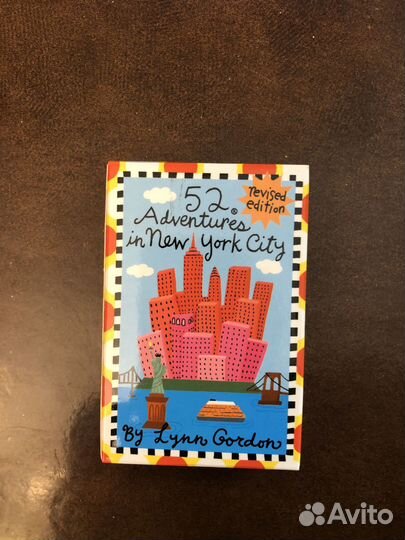 52®
Adventures
in New York City
revised
edition
By Lynn Gordon
Avito